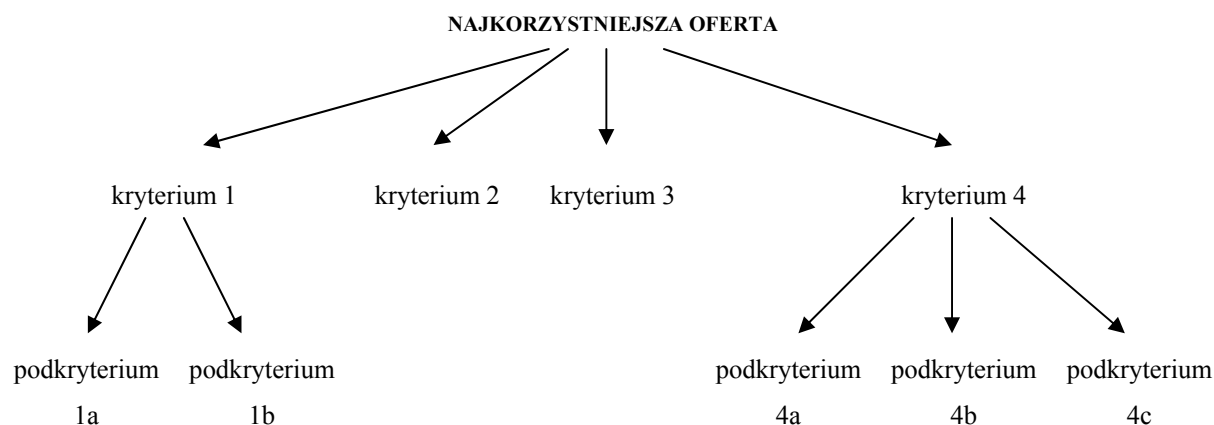 NAJKORZYSTNIEJSZA OFERTA
kryterium 1 kryterium 2 kryterium 3 kryterium 4
podkryterium podkryterium podkryterium podkryterium podkryterium
1a 1b 4a 4b 4c